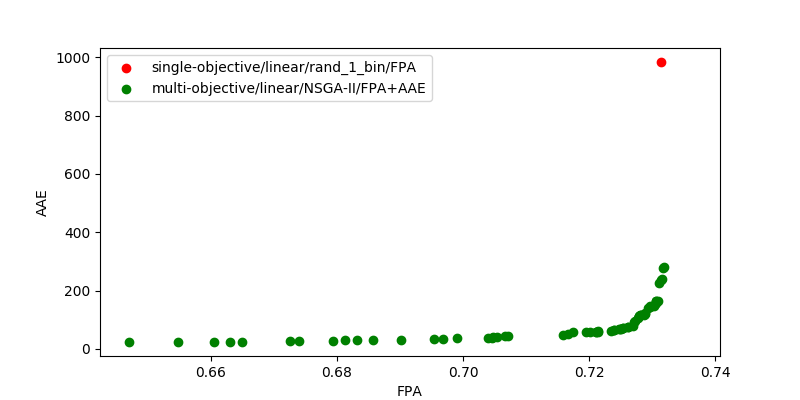 single-objective/linear/rand_1_bin/FPA
multi-objective/linear/NSGA-II/FPA+AAE
1000
800
600
400
200
0
AAE
0.66 0.68 0.70 0.72 0.74
FPA